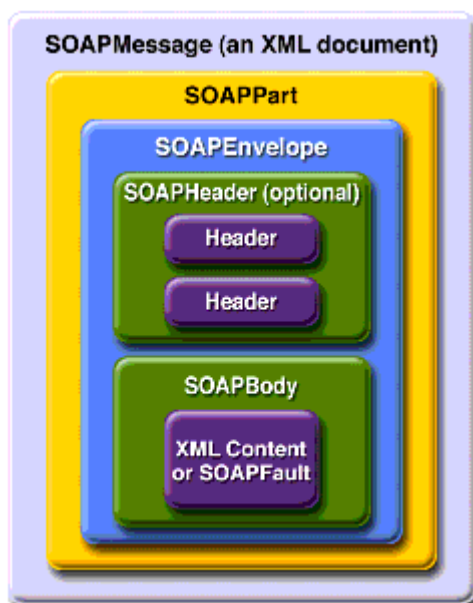 SOAPMessage (an XML document)
SOAPPart
SOAPEnvelope
SOAPHeader (optional)
Header
Header
SOAPBody
XML Content
or SOAPFault